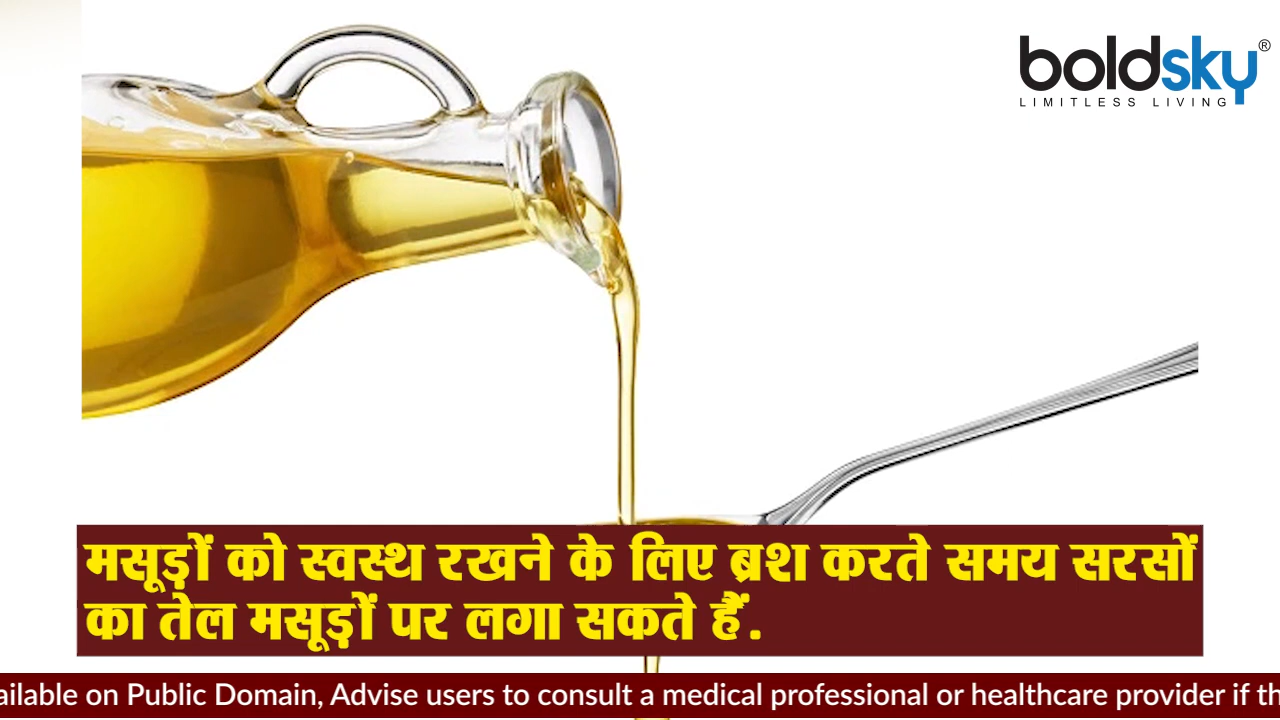 boldsky®
LIMITLESS LIVING
मसूड़ों को स्वस्थ रखने के लिए ब्रश करते समय सरसों
का तेल मसूड़ों पर लगा सकते हैं.
ailable on Public Domain, Advise users to consult a medical professional or healthcare provider if th